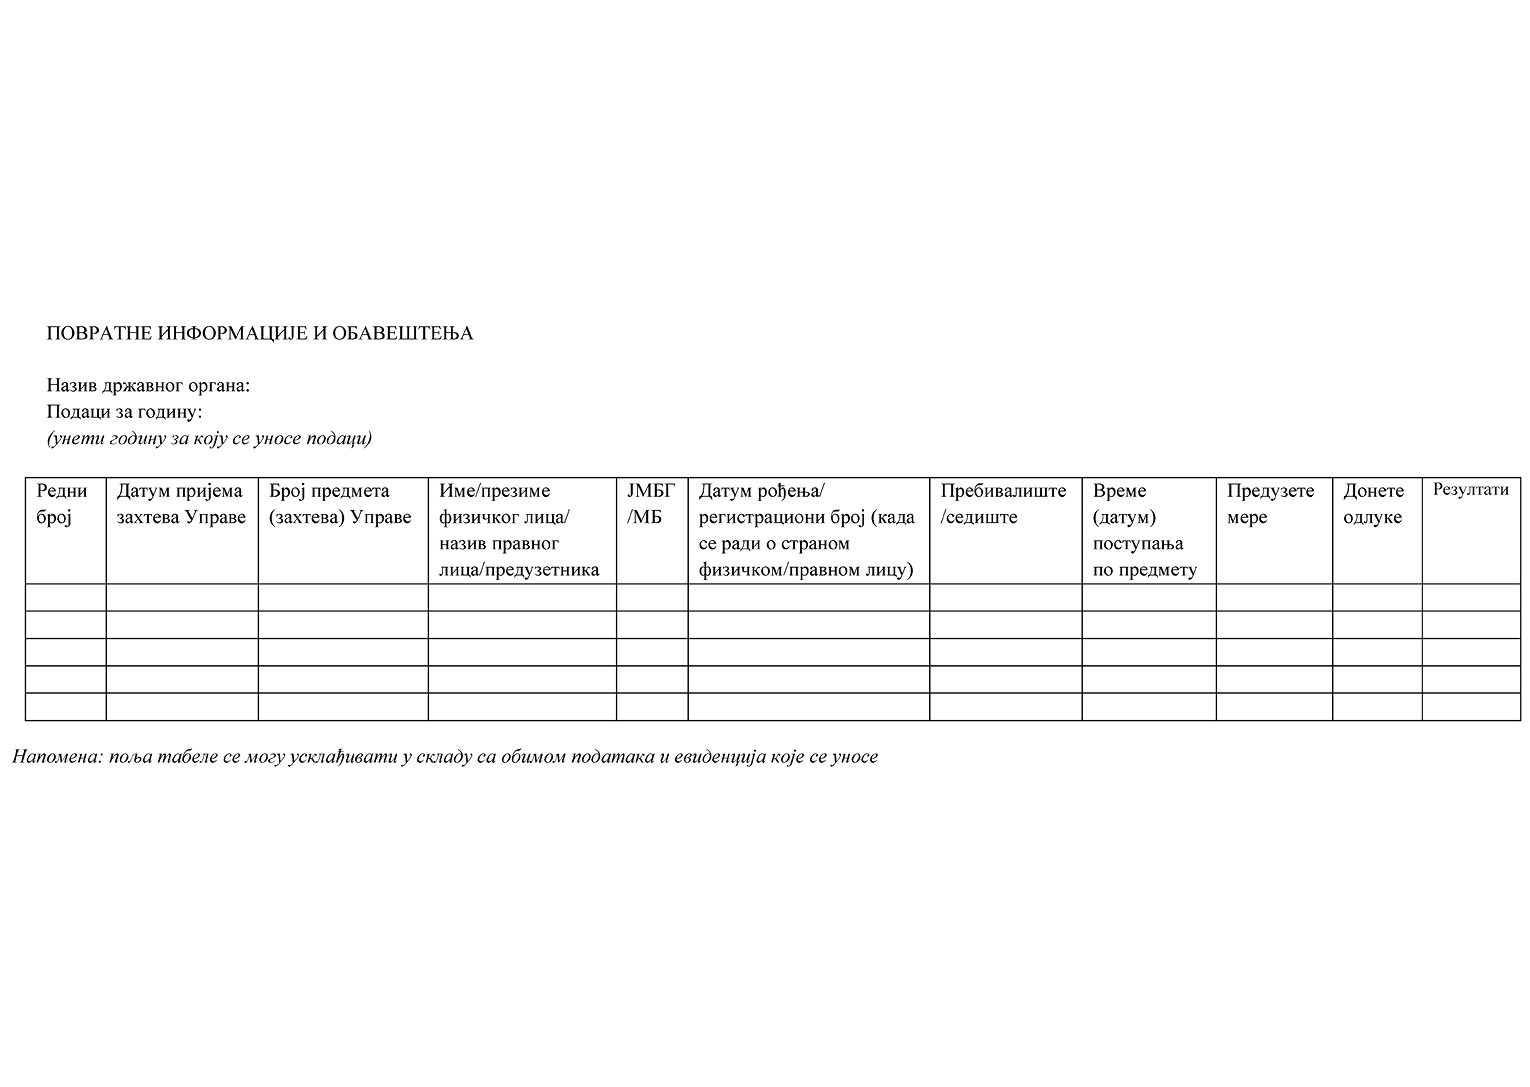 ПОВРАТНЕ ИНФОРМАЦИЈЕ И ОБАВЕШТЕЊА
Назив државног органа:
Подаци за годину:
(унети годину за коју се уносе подаци)
Редни
број
Датум пријема
захтева Управе
Број предмета
(захтева) Управе
Име/презиме
физичког лица/
назив правног
лица/предузетника
ЈМБГ
/МБ
Датум рођења/
регистрациони број (када
се ради о страном
физичком/правном лицу)
Пребивалиште
/седиште
Време
(датум)
поступања
по предмету
Предузете
мере
Донете
одлуке
Резултати
Напомена: поља табеле се могу усклађивати у складу са обимом података и евиденција које се уносе